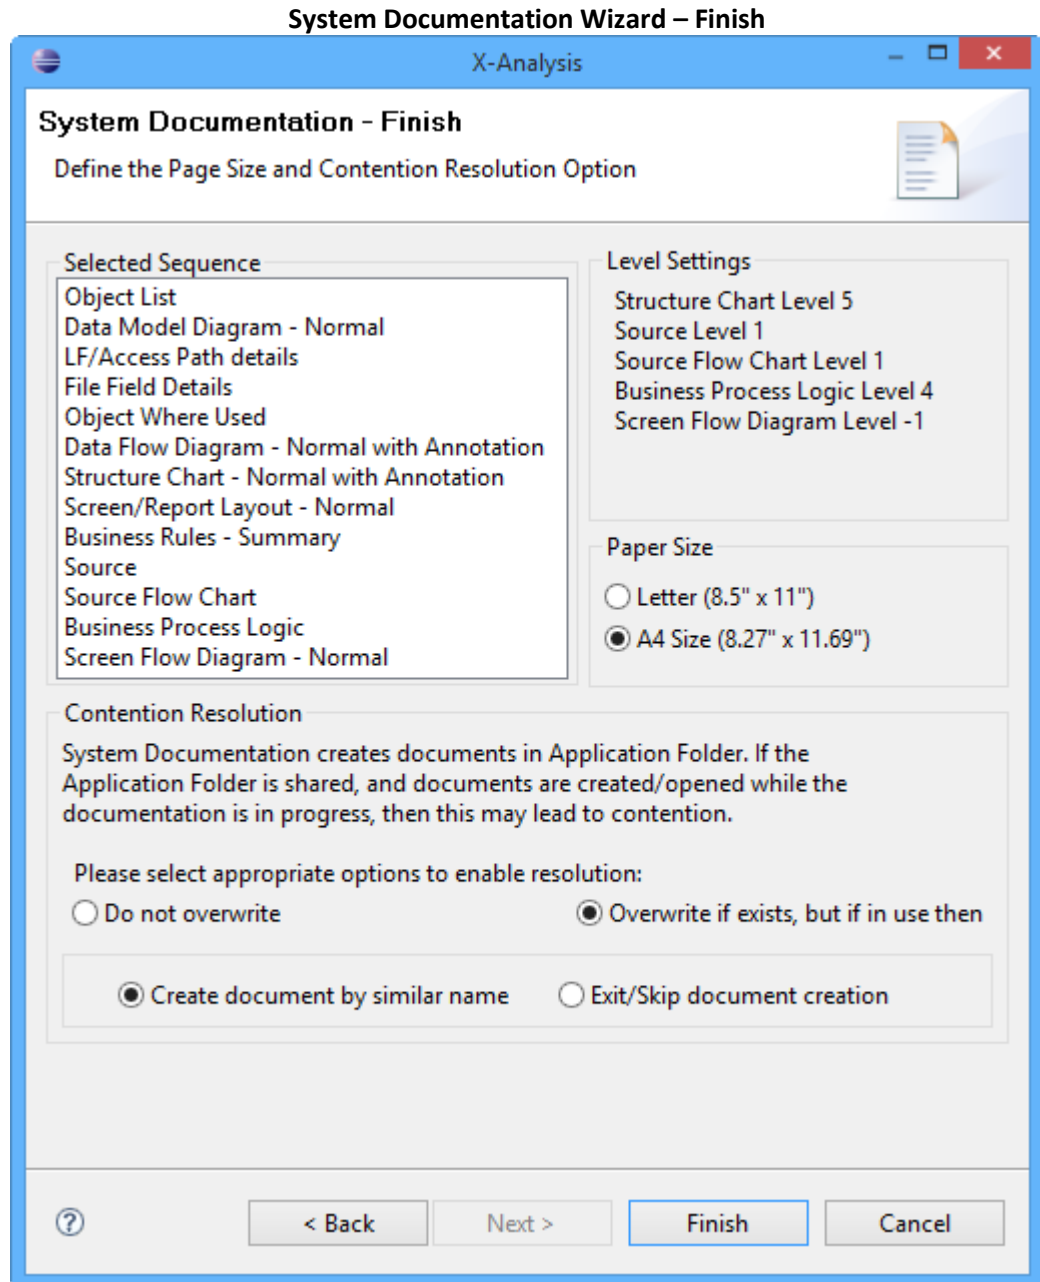 System Documentation Wizard – Finish
X-Analysis
System Documentation - Finish
Define the Page Size and Contention Resolution Option
Selected Sequence
Object List
Data Model Diagram - Normal
LF/Access Path details
File Field Details
Object Where Used
Data Flow Diagram - Normal with Annotation
Structure Chart - Normal with Annotation
Screen/Report Layout - Normal
Business Rules - Summary
Source
Source Flow Chart
Business Process Logic
Screen Flow Diagram - Normal
Level Settings
Structure Chart Level 5
Source Level 1
Source Flow Chart Level 1
Business Process Logic Level 4
Screen Flow Diagram Level -1
Paper Size
Letter (8.5" x 11")
A4 Size (8.27" x 11.69")
Contention Resolution
System Documentation creates documents in Application Folder. If the
Application Folder is shared, and documents are created/opened while the
documentation is in progress, then this may lead to contention.
Please select appropriate options to enable resolution:
Do not overwrite
Overwrite if exists, but if in use then
Create document by similar name
Exit/Skip document creation
?
< Back
Next >
Finish
Cancel